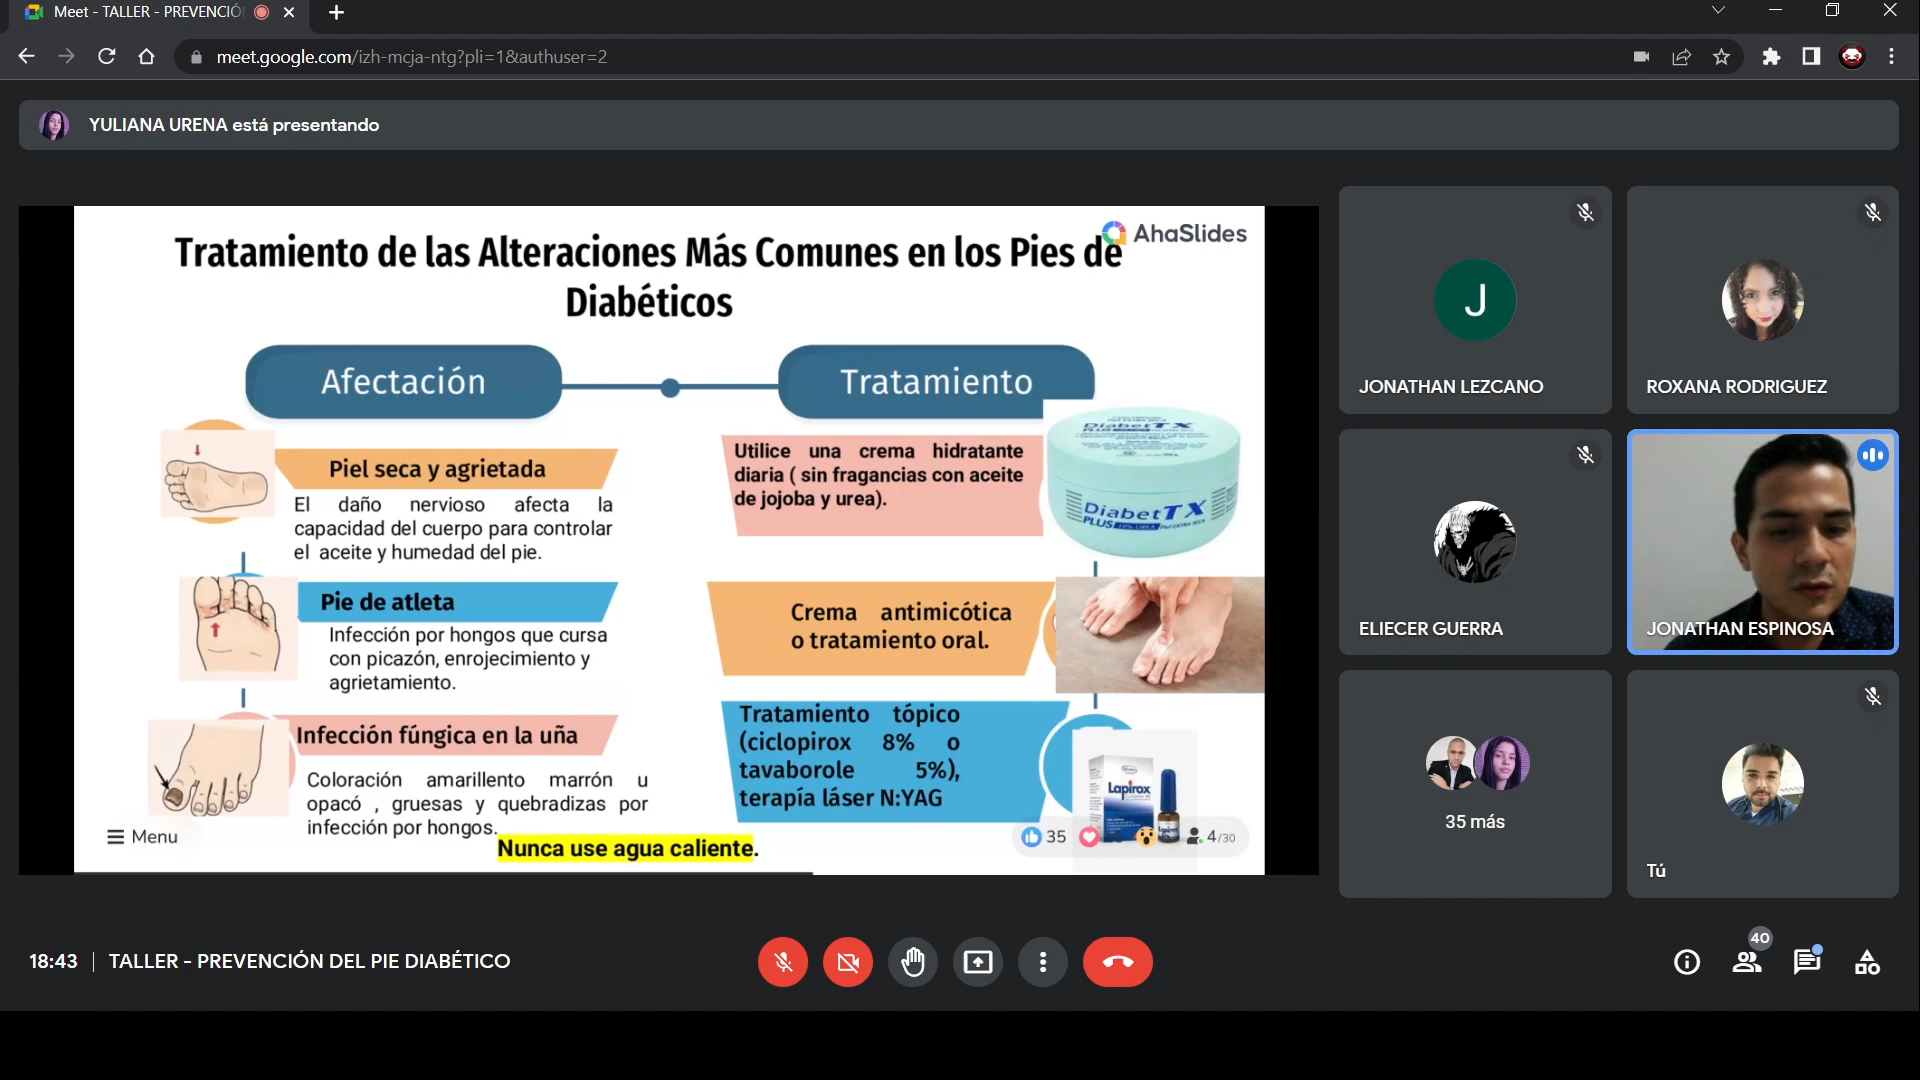 Meet - TALLER - PREVENCIÓN
meet.google.com/izh-mcja-ntg?pli=1&authuser=2
YULIANA URENA está presentando
AhaSlides
Tratamiento de las Alteraciones Más Comunes en los Pies de
Diabéticos
Afectación
Tratamiento
Piel seca y agrietada
El daño nervioso afecta la
capacidad del cuerpo para controlar
el aceite y humedad del pie.
Utilice una crema hidratante
diaria ( sin fragancias con aceite
de jojoba y urea).
DiabetTX
PLUS
DiabetTX
PLUS
Pie de atleta
Infección por hongos que cursa
con picazón, enrojecimiento y
agrietamiento.
Crema antimicótica
o tratamiento oral.
Infección fúngica en la uña
Coloración amarillento marrón u
opacó , gruesas y quebradizas por
infección por hongos.
Tratamiento tópico
(ciclopirox 8% o
tavaborole 5%),
terapía láser N:YAG
Lapirox
Menu
Nunca use agua caliente.
35
4/30
J
JONATHAN LEZCANO
ROXANA RODRIGUEZ
ELIECER GUERRA
JONATHAN ESPINOSA
35 más
Tú
18:43
TALLER - PREVENCIÓN DEL PIE DIABÉTICO
40